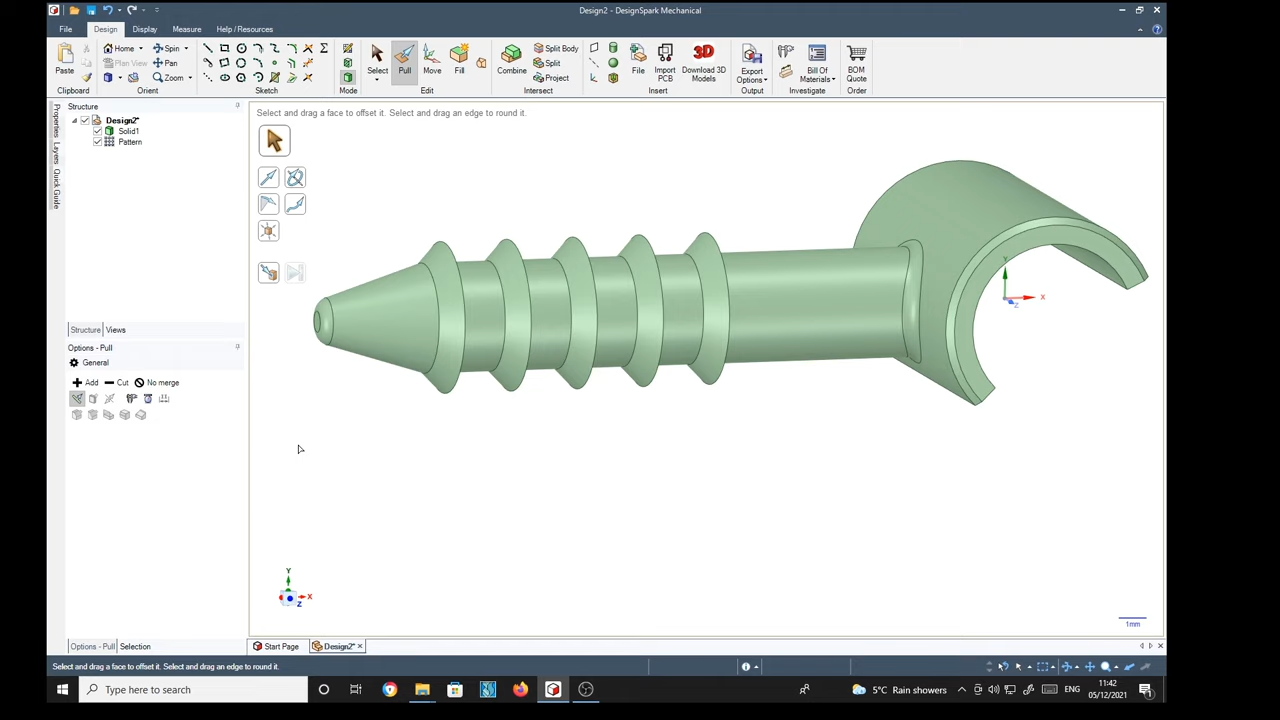 Design2 - DesignSpark Mechanical
File Design Display Measure Help / Resources
Paste
Home
Plan View
Spin
Pan
Zoom
Select
Pull
Move
Fill
Combine
Split Body
Split
Project
File
Import PCB
Download 3D Models
Export Options
Bill Of Materials
BOM Quote
Clipboard Orient Sketch Mode Edit Intersect Insert Output Investigate Order
Structure
Design2*
Solid1
Pattern
Properties Layers Quick Guide
Select and drag a face to offset it. Select and drag an edge to round it.
Y
X
Z
Structure Views
Options - Pull
General
Add Cut No merge
Y
X
Z
1mm
Options - Pull Selection
Start Page Design2*
Select and drag a face to offset it. Select and drag an edge to round it.
Type here to search
5°C Rain showers
ENG
11:42
05/12/2021
1